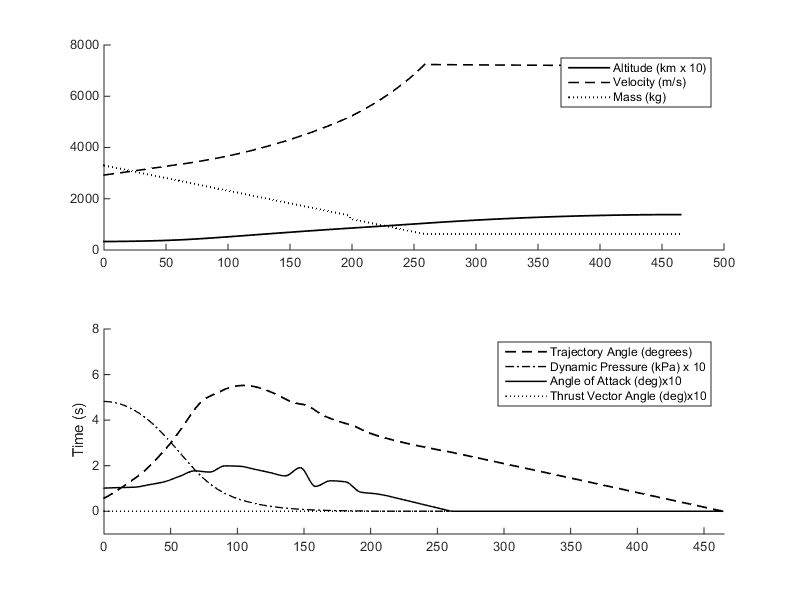 8000
6000
4000
2000
0
Altitude (km x 10)
Velocity (m/s)
Mass (kg)
0 50 100 150 200 250 300 350 400 450 500
8
6
4
2
0
Time (s)
Trajectory Angle (degrees)
Dynamic Pressure (kPa) x 10
Angle of Attack (deg)x10
Thrust Vector Angle (deg)x10
0 50 100 150 200 250 300 350 400 450